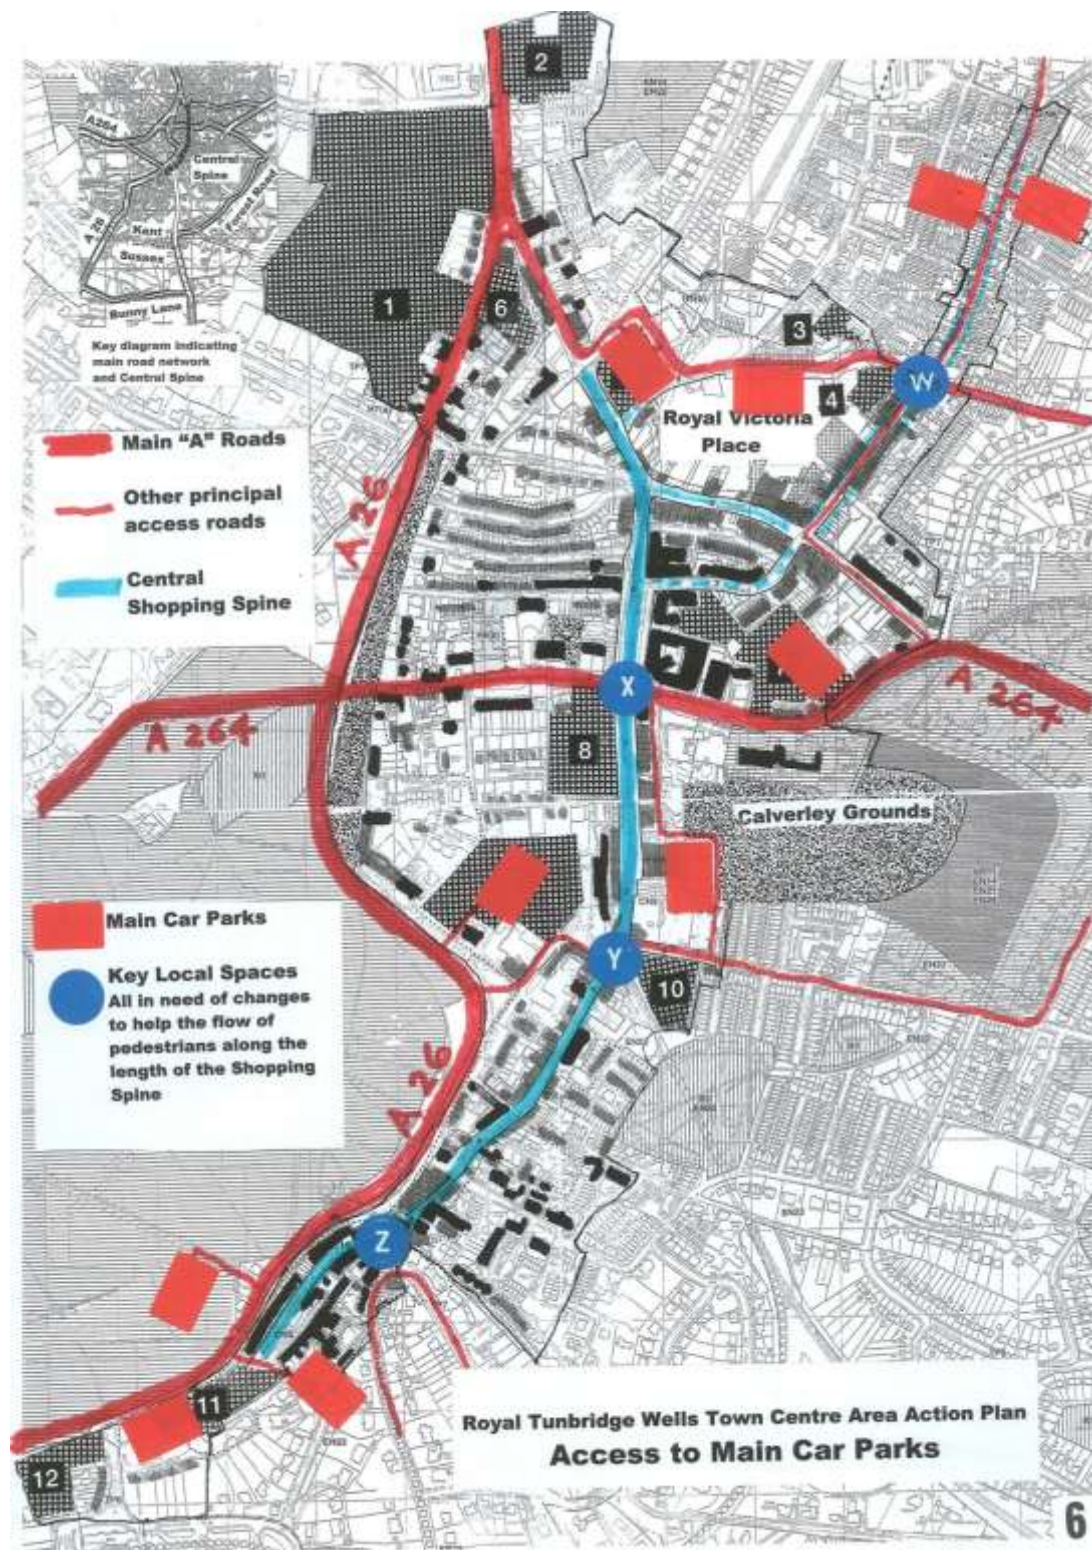 2
A264
Central
Spine
Forest Road
A 26
Kent
Sussex
Bunny Lane
Key diagram indicating
main road network
and Central Spine
1
6
3
4
W
Royal Victoria
Place
Main "A" Roads
Other principal
access roads
Central
Shopping Spine
A 26
X
A 264
A 264
8
Calverley Grounds
Main Car Parks
Key Local Spaces
All in need of changes
to help the flow of
pedestrians along the
length of the Shopping
Spine
Y
10
A 26
Z
11
12
Royal Tunbridge Wells Town Centre Area Action Plan
Access to Main Car Parks
6